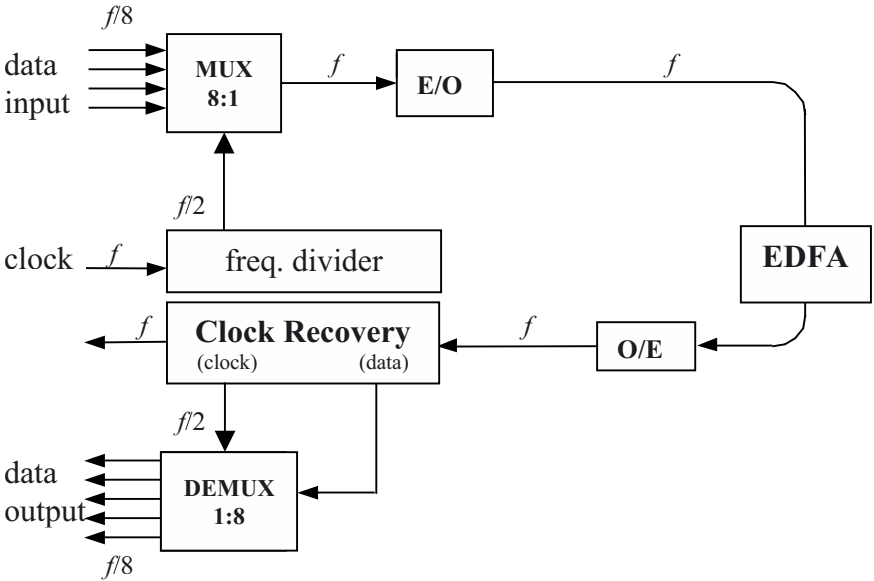 f/8
data
input
MUX
8:1
f
E/O
f
f/2
clock
f
freq. divider
EDFA
f
Clock Recovery
(clock)
(data)
f
O/E
f/2
data
output
DEMUX
1:8
f/8